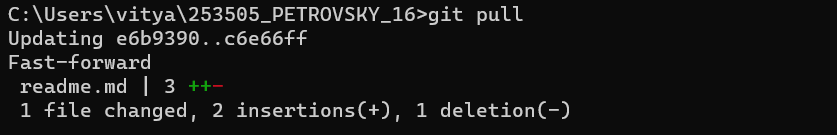 C:\Users\vitya\253505_PETROVSKY_16>git pull
Updating e6b9390..c6e66ff
Fast-forward
 readme.md | 3 ++-
 1 file changed, 2 insertions(+), 1 deletion(-)